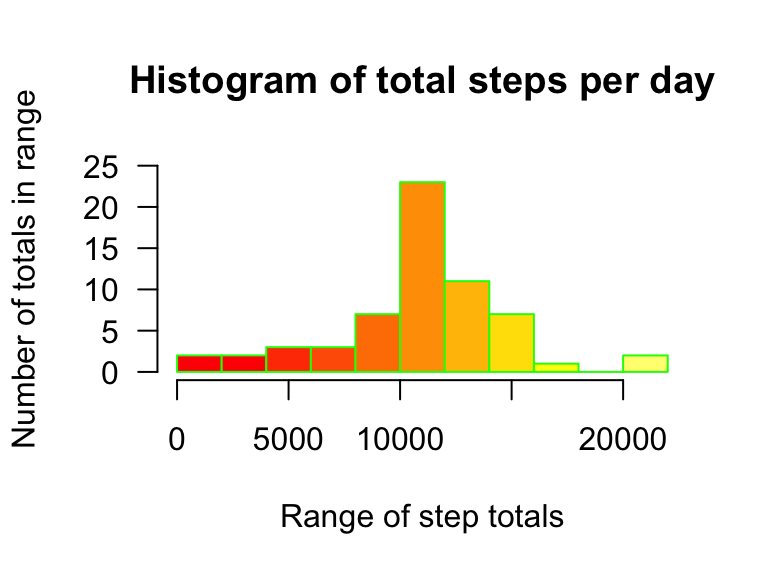 Histogram of total steps per day
Number of totals in range
25
20
15
10
5
0
0 5000 10000 20000
Range of step totals